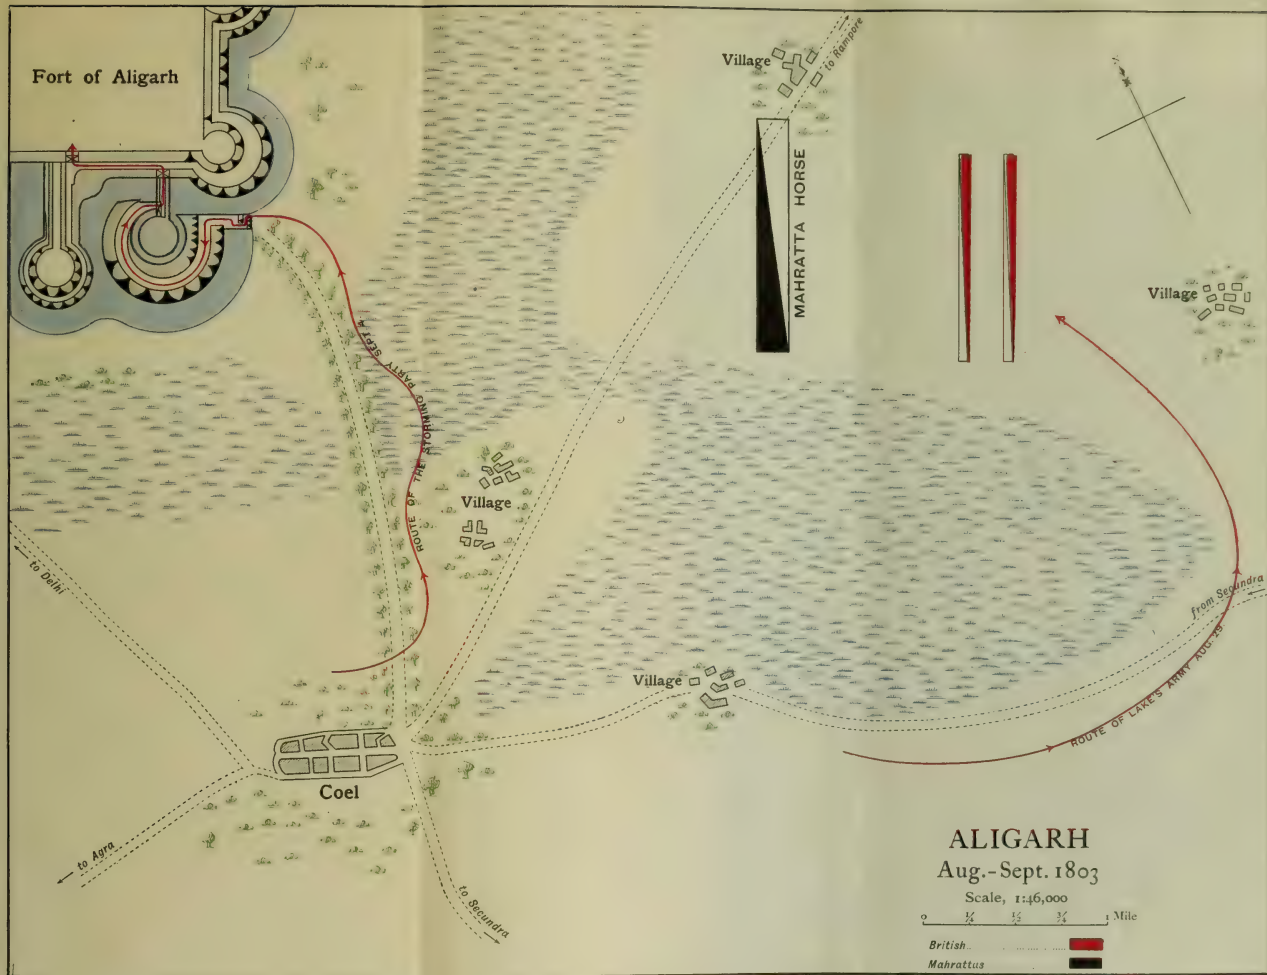 Fort of Aligarh
Village
to Rampore
MAHRATTA HORSE
Village
ROUTE OF THE STORMING PARTY SEPT 4
Village
to Delhi
from Secundra
Village
ROUTE OF LAKE'S ARMY AUG. 29
Coel
to Agra
to Secundra
ALIGARH
Aug.-Sept. 1803
Scale, 1:46,000
0 ¼ ½ ¾ 1 Mile
British
Mahrattas